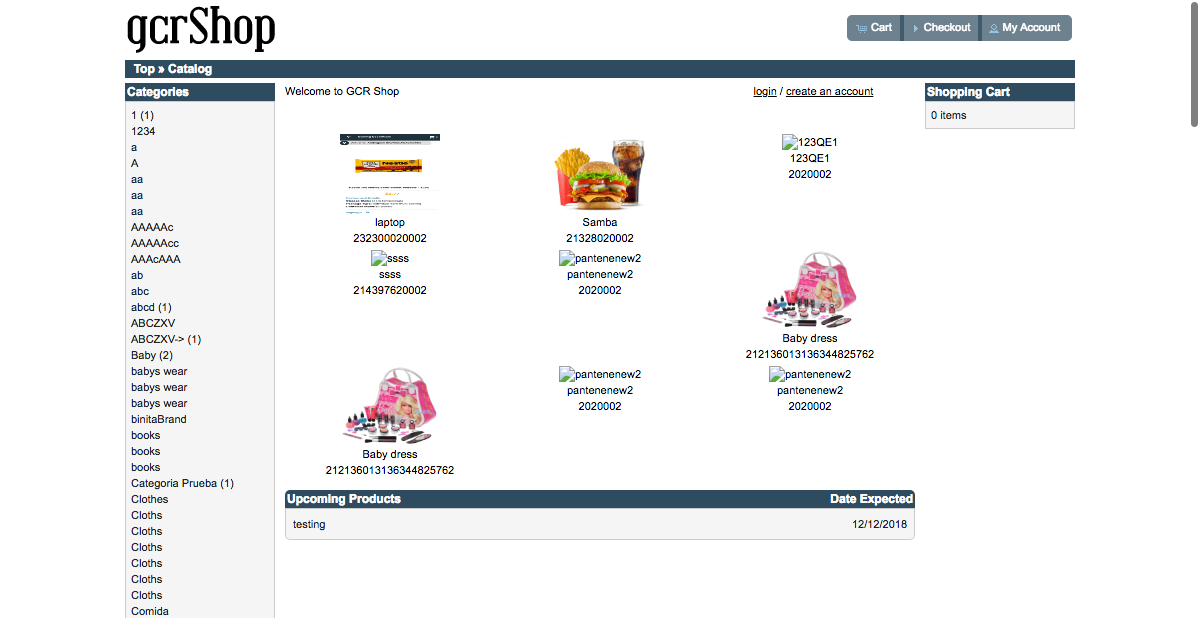 gcrShop
Cart
Checkout
My Account
Top » Catalog
Categories
1 (1)
1234
a
A
aa
aa
aa
AAAAAc
AAAAAcc
AAAcAAA
ab
abc
abcd (1)
ABCZXV
ABCZXV-> (1)
Baby (2)
babys wear
babys wear
babys wear
binitaBrand
books
books
books
Categoria Prueba (1)
Clothes
Cloths
Cloths
Cloths
Cloths
Cloths
Cloths
Comida
Welcome to GCR Shop
login / create an account
laptop
232300020002
Samba
21328020002
123QE1
123QE1
2020002
ssss
ssss
214397620002
pantenenew2
pantenenew2
2020002
Baby dress
212136013136344825762
Baby dress
212136013136344825762
pantenenew2
pantenenew2
2020002
pantenenew2
pantenenew2
2020002
Upcoming Products Date Expected
testing 12/12/2018
Shopping Cart
0 items